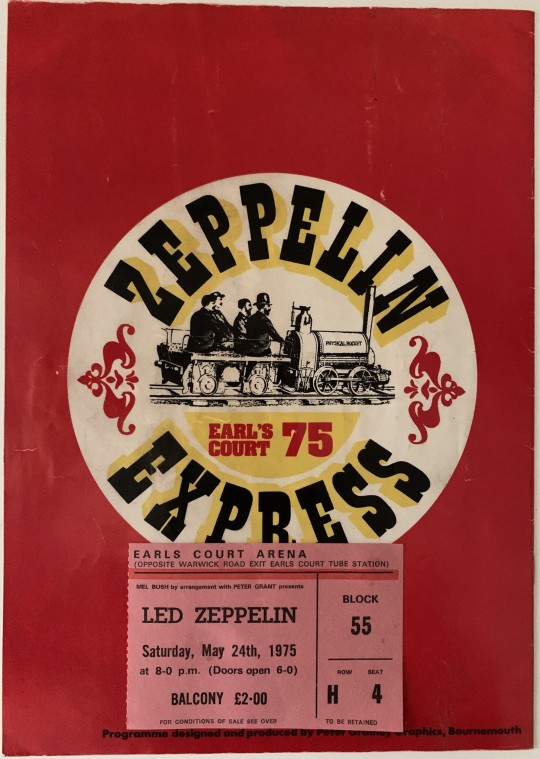 ZEPPELIN
PHYSICAL ROCKET
EARL'S
COURT 75
EXPRESS
EARLS COURT ARENA
(OPPOSITE WARWICK ROAD EXIT EARLS COURT TUBE STATION)
MEL BUSH by arrangement with PETER GRANT presents
LED ZEPPELIN
Saturday, May 24th, 1975
at 8-0 p.m. (Doors open 6-0)
BALCONY £2·00
FOR CONDITIONS OF SALE SEE OVER
BLOCK
55
ROW SEAT
H 4
TO BE RETAINED
Programme designed and produced by Peter Graphics, Bournemouth